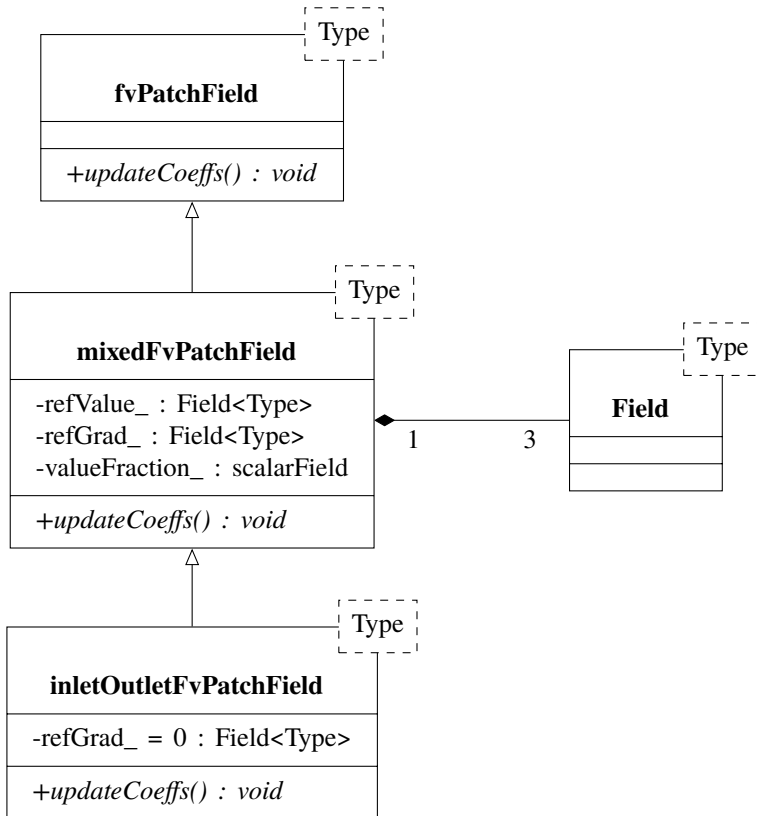 Type
fvPatchField
+updateCoeffs() : void
Type
mixedFvPatchField
-refValue_ : Field<Type>
-refGrad_ : Field<Type>
-valueFraction_ : scalarField
+updateCoeffs() : void
1
3
Type
Field
Type
inletOutletFvPatchField
-refGrad_ = 0 : Field<Type>
+updateCoeffs() : void